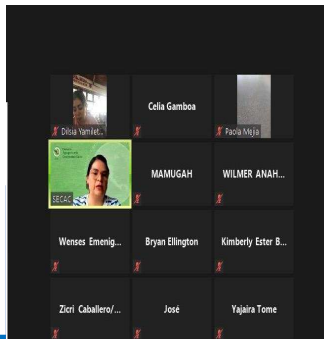 Dilsia Yamilet...
Celia Gamboa
Paola Mejia
SECAC
MAMUGAH
WILMER ANAH...
Wenses Emenig...
Bryan Ellington
Kimberly Ester B...
Zicri Caballero/...
José
Yajaira Tome